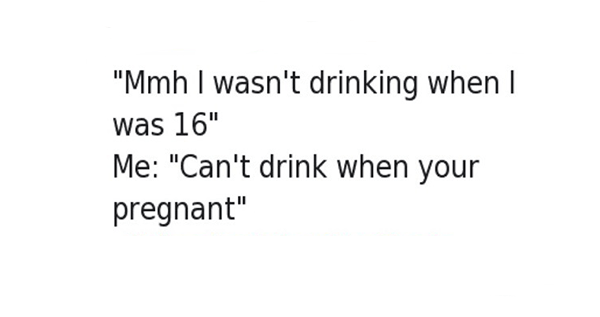 "Mmh I wasn't drinking when I
was 16"
Me: "Can't drink when your
pregnant"